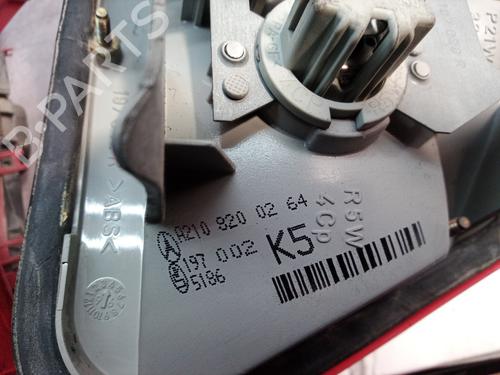 B-PARTS
P21W
>ABS<
A210 820 02 64
197 002
5186
K5
R5W
4Cp